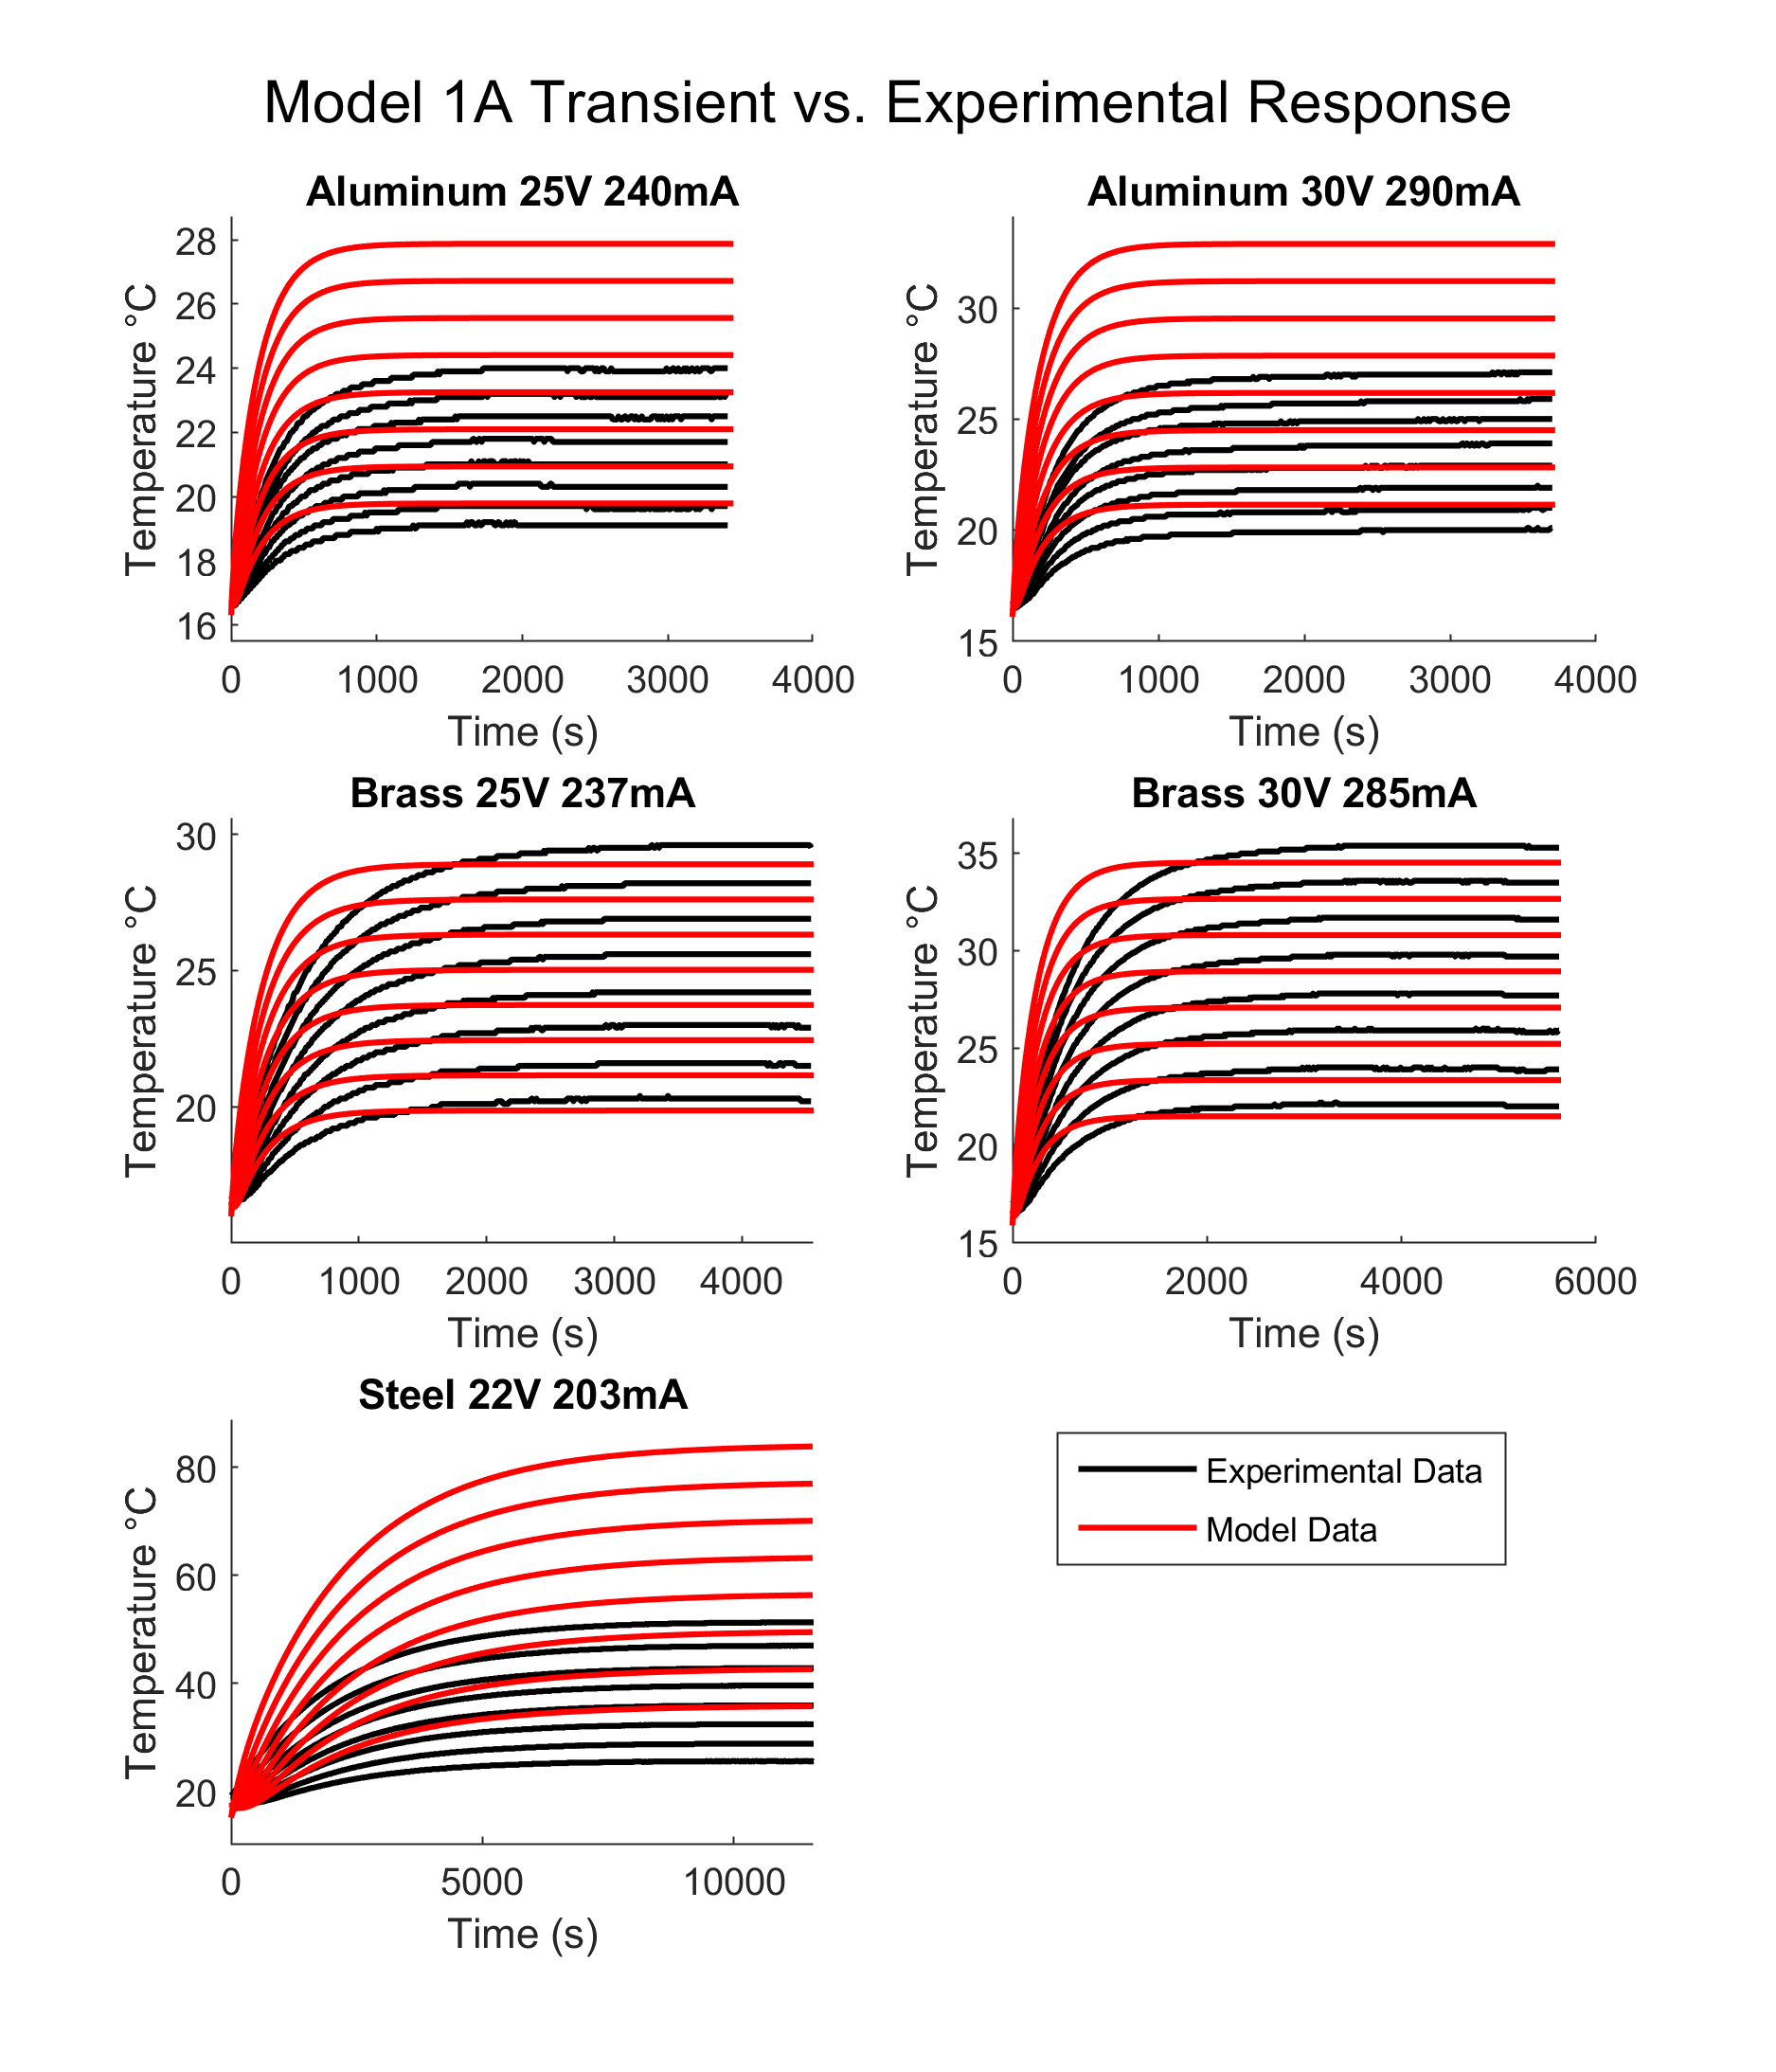 Model 1A Transient vs. Experimental Response
Aluminum 25V 240mA
28
26
24
22
20
18
16
Temperature °C
0 1000 2000 3000 4000
Time (s)
Aluminum 30V 290mA
30
25
20
15
Temperature °C
0 1000 2000 3000 4000
Time (s)
Brass 25V 237mA
30
25
20
Temperature °C
0 1000 2000 3000 4000
Time (s)
Brass 30V 285mA
35
30
25
20
15
Temperature °C
0 2000 4000 6000
Time (s)
Steel 22V 203mA
80
60
40
20
Temperature °C
0 5000 10000
Time (s)
Experimental Data
Model Data